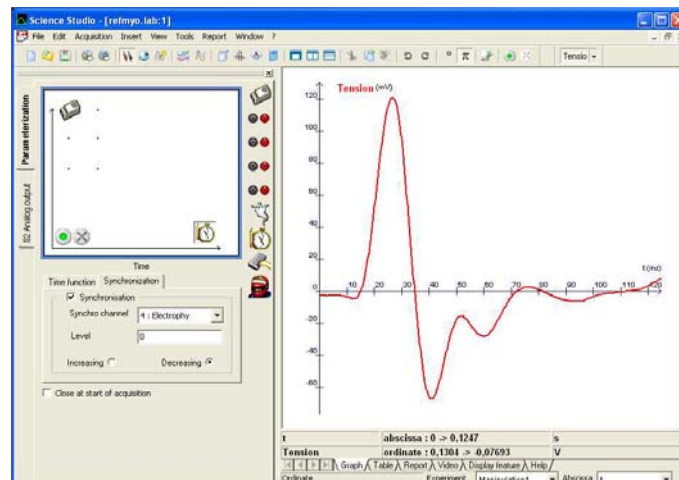 Science Studio - [refmyo.lab:1]
File Edit Acquisition Insert View Tools Report Window ?
Tensio
Parameterization
S2 Analog output
Time
Time function Synchronization
Synchronisation
Synchro channel 4 : Electrophy
Level 0
Increasing Decreasing
Close at start of acquisition
Tension (mV)
120
100
80
60
40
20
0
-20
-40
-60
t(ms)
10 20 30 40 50 60 70 80 90 100 110 120
t abscissa : 0 -> 0,1247 s
Tension ordinate : 0,1304 -> -0,07693 V
Graph Table Report Video Display feature Help
Ordinate Experiment Manipulation1 Abscissa t